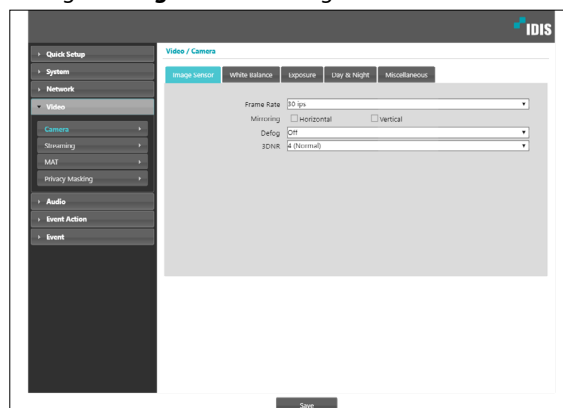 IDIS
Quick Setup
System
Network
Video
Camera
Streaming
MAT
Privacy Masking
Audio
Event Action
Event
Video / Camera
Image Sensor White Balance Exposure Day & Night Miscellaneous
Frame Rate 30 ips
Mirroring Horizontal Vertical
Defog Off
3DNR 4 (Normal)
Save